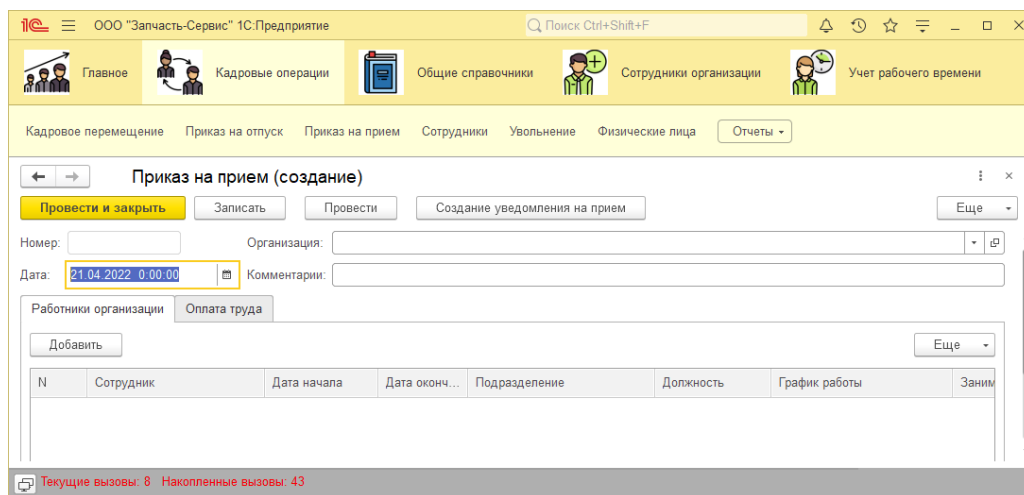 1С ООО "Запчасть-Сервис" 1С:Предприятие Поиск Ctrl+Shift+F
Главное Кадровые операции Общие справочники Сотрудники организации Учет рабочего времени
Кадровое перемещение Приказ на отпуск Приказ на прием Сотрудники Увольнение Физические лица Отчеты
Приказ на прием (создание)
Провести и закрыть Записать Провести Создание уведомления на прием Еще
Номер: Организация:
Дата: 21.04.2022 0:00:00 Комментарии:
Работники организации Оплата труда
Добавить Еще
N Сотрудник Дата начала Дата оконч... Подразделение Должность График работы Заним
Текущие вызовы: 8 Накопленные вызовы: 43